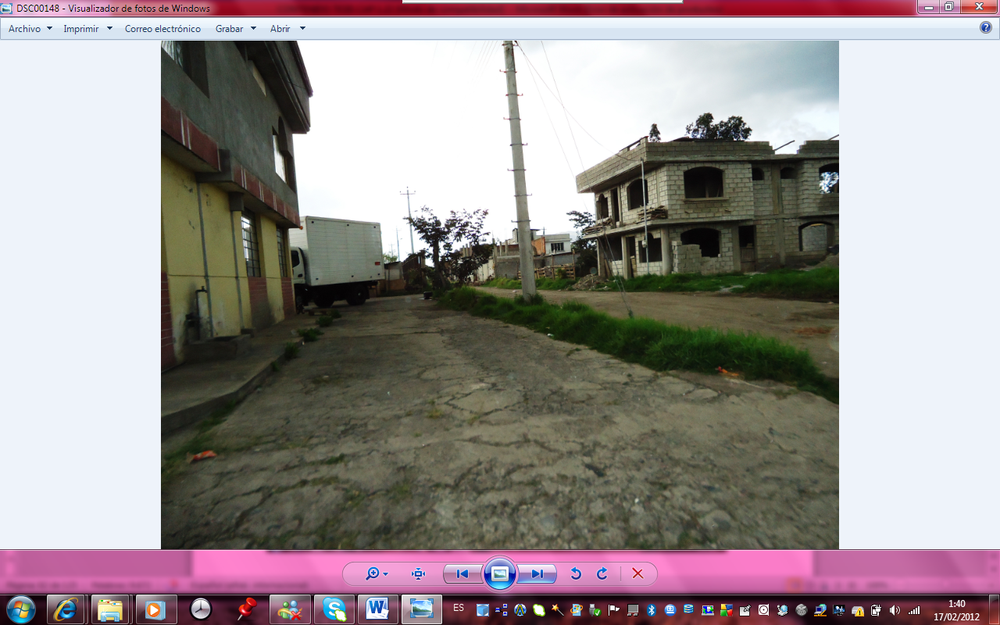 DSC00148 - Visualizador de fotos de Windows
Archivo Imprimir Correo electrónico Grabar Abrir
ES
1:40
17/02/2012